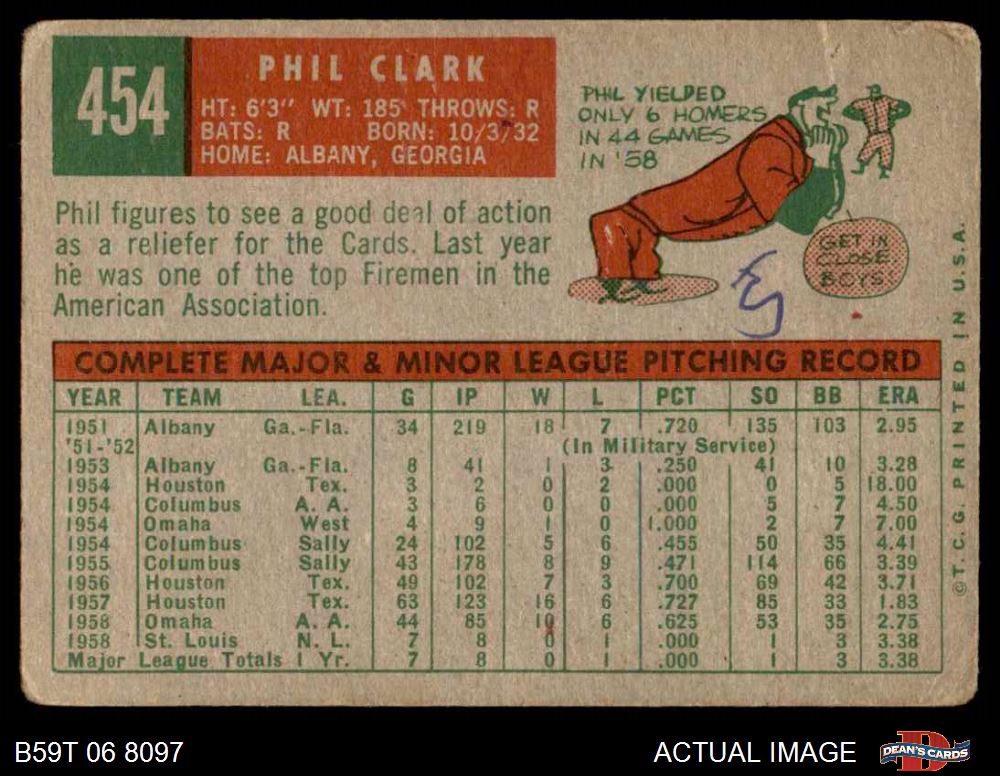 454
PHIL CLARK
HT: 6'3" WT: 185 THROWS: R
BATS: R BORN: 10/3/32
HOME: ALBANY, GEORGIA
PHIL YIELDED
ONLY 6 HOMERS
IN 44 GAMES
IN '58
GET IN
CLOSE
BOYS
Phil figures to see a good deal of action
as a reliefer for the Cards. Last year
he was one of the top Firemen in the
American Association.
COMPLETE MAJOR & MINOR LEAGUE PITCHING RECORD
YEAR TEAM LEA. G IP W L PCT SO BB ERA
1951 Albany Ga.-Fla. 34 219 18 7 .720 135 103 2.95
'51-'52 (In Military Service)
1953 Albany Ga.-Fla. 8 41 1 3 .250 41 10 3.28
1954 Houston Tex. 3 2 0 2 .000 0 5 18.00
1954 Columbus A. A. 3 6 0 0 .000 5 7 4.50
1954 Omaha West 4 9 1 0 1.000 2 7 7.00
1954 Columbus Sally 24 102 5 6 .455 50 35 4.41
1955 Columbus Sally 43 178 8 9 .471 114 66 3.39
1956 Houston Tex. 49 102 7 3 .700 69 42 3.71
1957 Houston Tex. 63 123 16 6 .727 85 33 1.83
1958 Omaha A. A. 44 85 10 6 .625 53 35 2.75
1958 St. Louis N. L. 7 8 0 1 .000 1 3 3.38
Major League Totals 1 Yr. 7 8 0 1 .000 1 3 3.38
©T. C. G. PRINTED IN U.S.A.
B59T 06 8097
ACTUAL IMAGE
D
DEAN'S CARDS